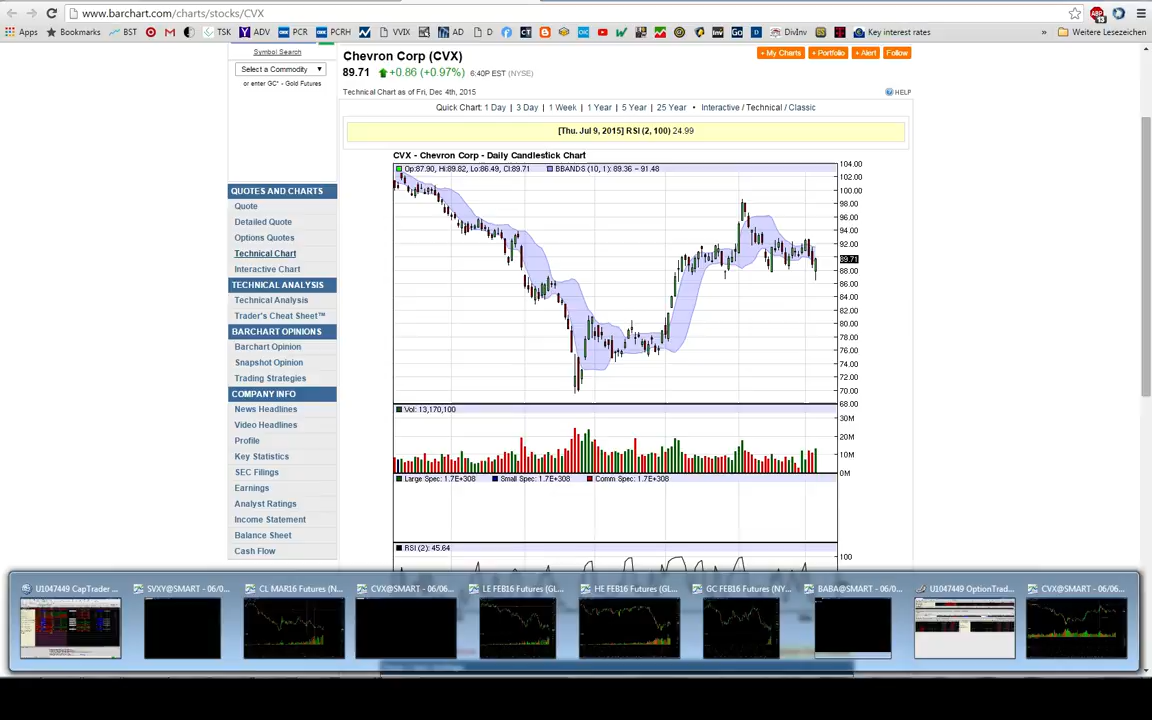 www.barchart.com/charts/stocks/CVX
Apps Bookmarks BST TSK ADV PCR PCRH VVIX AD D DivInv Key interest rates » Weitere Lesezeichen
Symbol Search
Select a Commodity
or enter GC* - Gold Futures
Chevron Corp (CVX)
+ My Charts + Portfolio + Alert Follow
89.71 +0.86 (+0.97%) 6:40P EST (NYSE)
Technical Chart as of Fri, Dec 4th, 2015
HELP
Quick Chart: 1 Day | 3 Day | 1 Week | 1 Year | 5 Year | 25 Year • Interactive / Technical / Classic
[Thu. Jul 9, 2015] RSI (2, 100) 24.99
CVX - Chevron Corp - Daily Candlestick Chart
Op:87.90, Hi:89.82, Lo:86.49, Cl:89.71 BBANDS (10, 1): 89.36 - 91.48
104.00
102.00
100.00
98.00
96.00
94.00
92.00
89.71
88.00
86.00
84.00
82.00
80.00
78.00
76.00
74.00
72.00
70.00
68.00
Vol: 13,170,100
30M
20M
10M
0M
Large Spec: 1.7E+308 Small Spec: 1.7E+308 Comm Spec: 1.7E+308
RSI (2): 45.64
100
QUOTES AND CHARTS
Quote
Detailed Quote
Options Quotes
Technical Chart
Interactive Chart
TECHNICAL ANALYSIS
Technical Analysis
Trader's Cheat Sheet™
BARCHART OPINIONS
Barchart Opinion
Snapshot Opinion
Trading Strategies
COMPANY INFO
News Headlines
Video Headlines
Profile
Key Statistics
SEC Filings
Earnings
Analyst Ratings
Income Statement
Balance Sheet
Cash Flow
U1047449 CapTrader ... SVXY@SMART - 06/0... CL MAR16 Futures (N... CVX@SMART - 06/06... LE FEB16 Futures (GL... HE FEB16 Futures (GL... GC FEB16 Futures (NY... BABA@SMART - 06/0... U1047449 OptionTrad... CVX@SMART - 06/06...